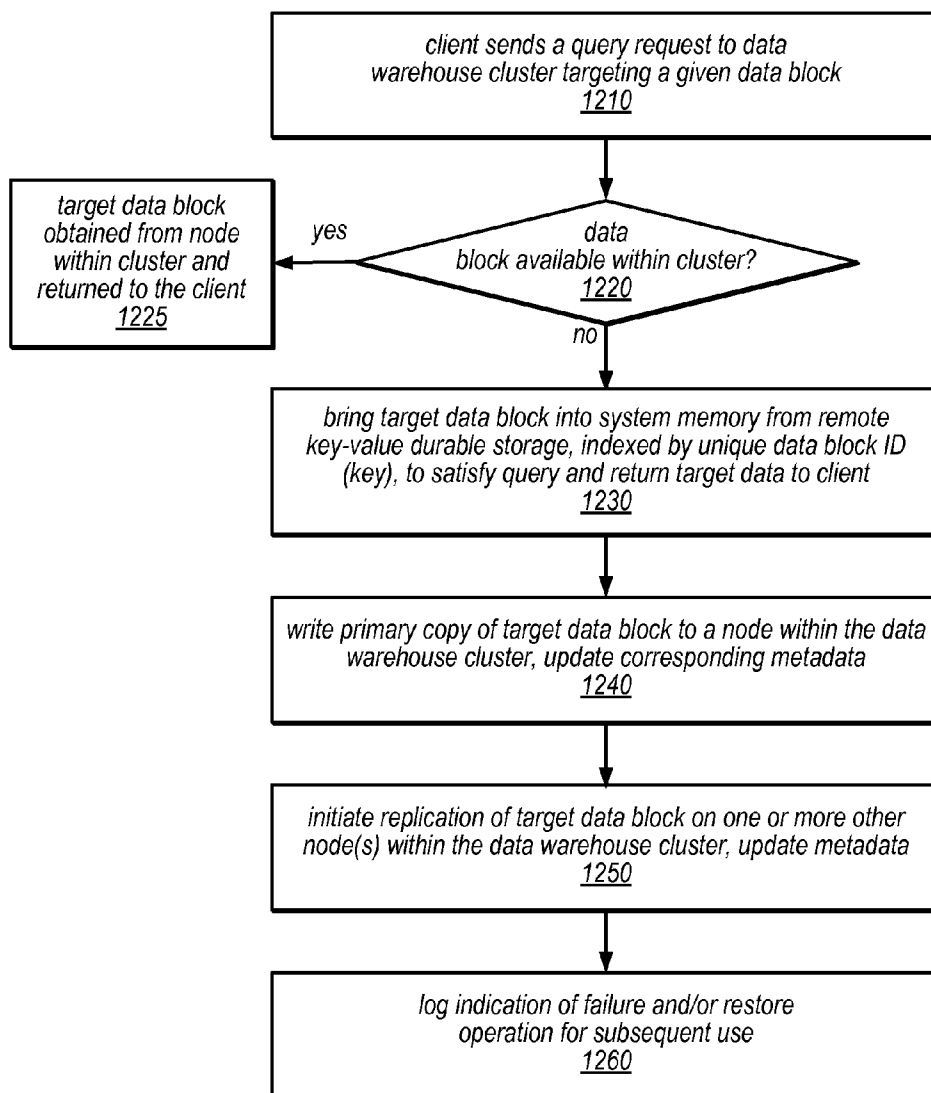 client sends a query request to data
warehouse cluster targeting a given data block
1210
target data block
obtained from node
within cluster and
returned to the client
1225
yes
data
block available within cluster?
1220
no
bring target data block into system memory from remote
key-value durable storage, indexed by unique data block ID
(key), to satisfy query and return target data to client
1230
write primary copy of target data block to a node within the data
warehouse cluster, update corresponding metadata
1240
initiate replication of target data block on one or more other
node(s) within the data warehouse cluster, update metadata
1250
log indication of failure and/or restore
operation for subsequent use
1260